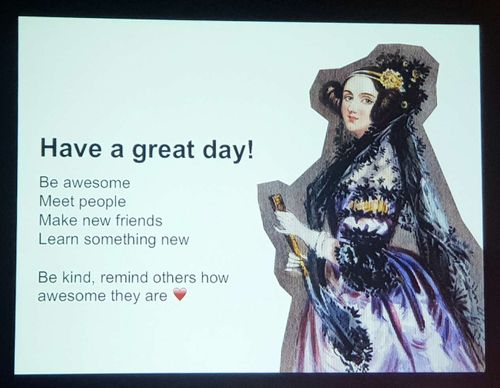 Have a great day!
Be awesome
Meet people
Make new friends
Learn something new
Be kind, remind others how
awesome they are ❤️